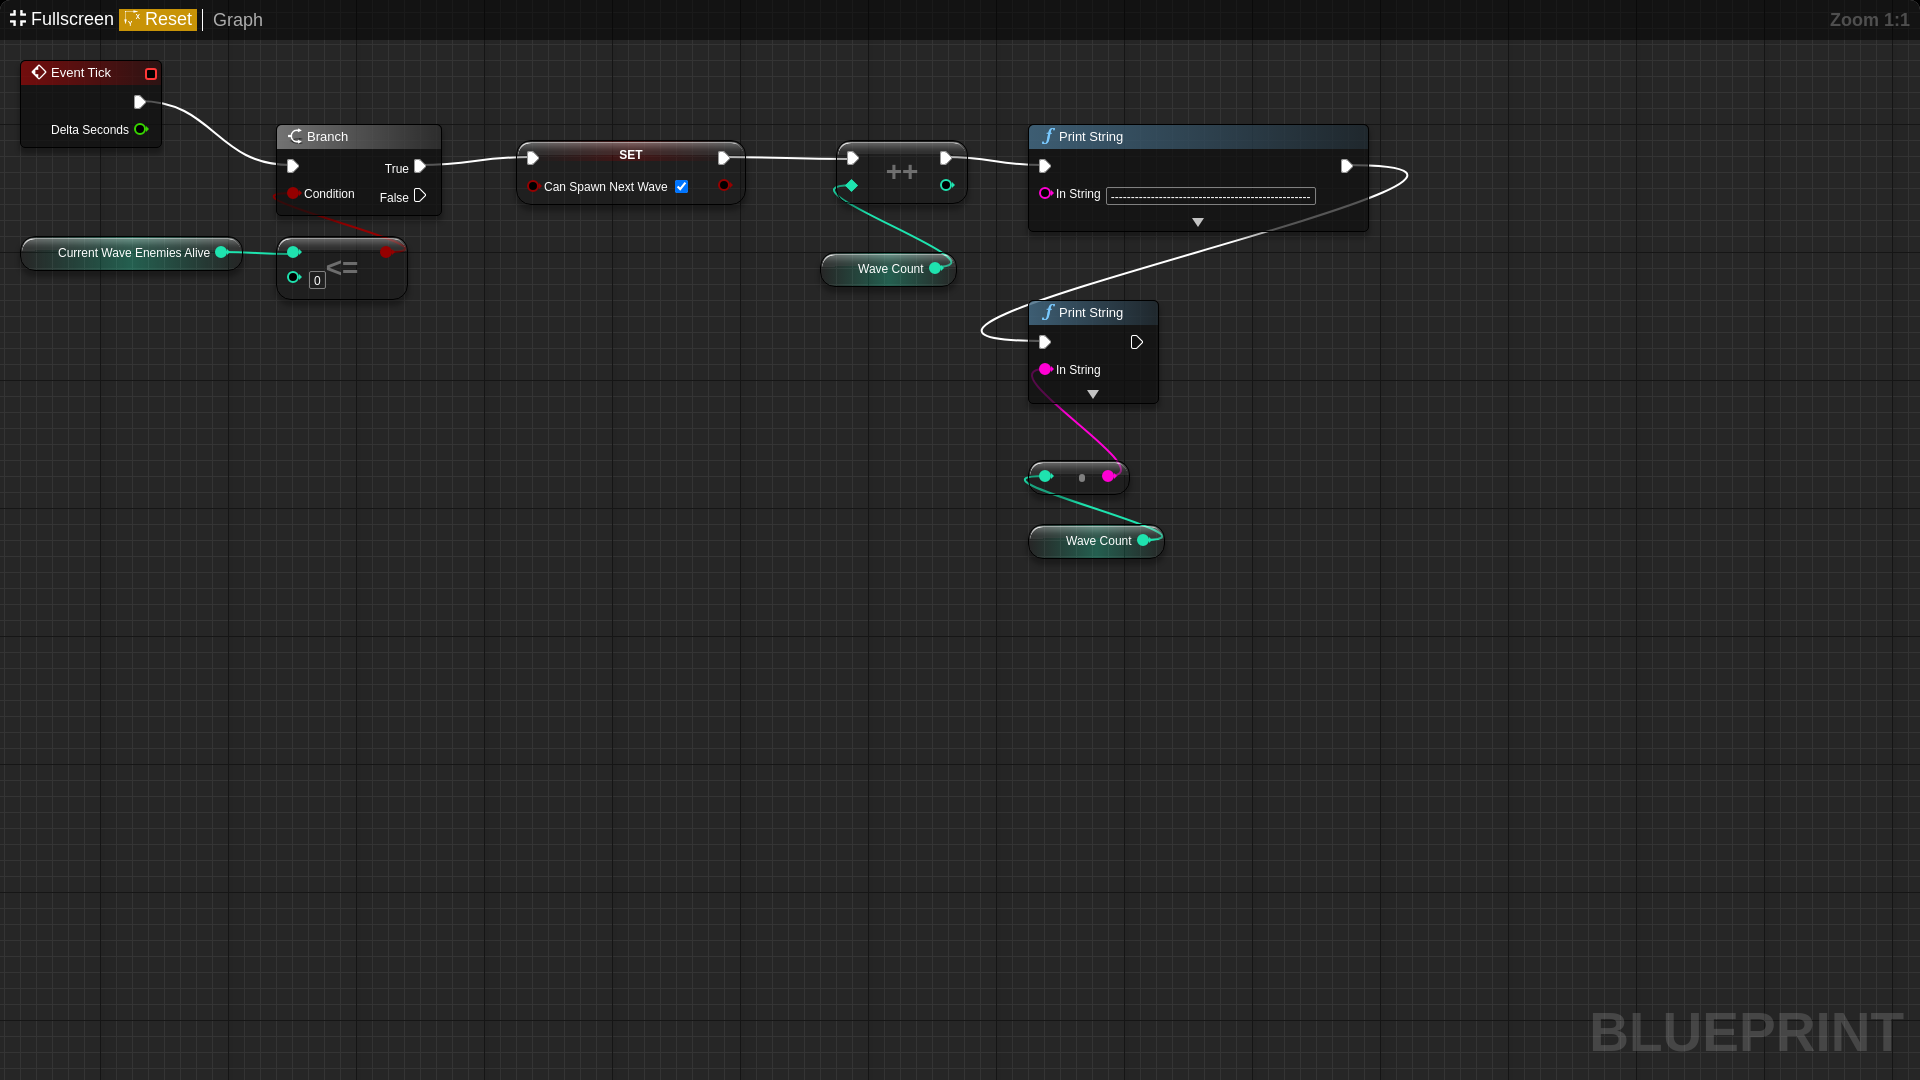 Fullscreen Reset Graph Zoom 1:1
Event Tick
Delta Seconds
Branch
True
Condition
False
Current Wave Enemies Alive
0 <=
SET
Can Spawn Next Wave
++
Wave Count
Print String
In String --------------------------------------------------
Print String
In String
Wave Count
BLUEPRINT